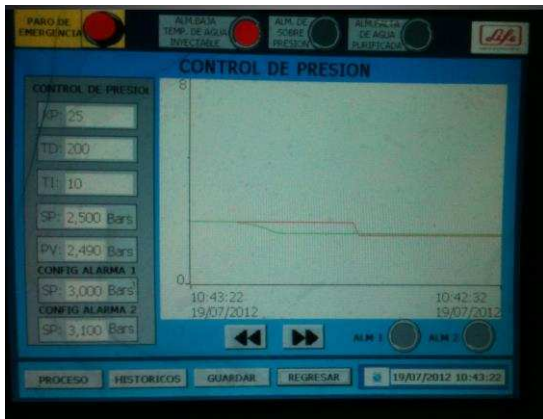 PARO DE
EMERGENCIA
ALM.BAJA
TEMP. DE AGUA
INYECTABLE
ALM. DE
SOBRE
PRESION
DE AGUA
PURIFICADA
Life
CONTROL DE PRESION
CONTROL DE PRESION
KP: 25
TD: 200
TI: 10
SP: 2,500 Bars
PV: 2,490 Bars
CONFIG ALARMA 1
SP: 3,000 Bars
CONFIG ALARMA 2
SP: 3,100 Bars
8
0
10:43:22
19/07/2012
10:42:32
19/07/2012
ALM 1
ALM 2
PROCESO
HISTORICOS
GUARDAR
REGRESAR
19/07/2012 10:43:22